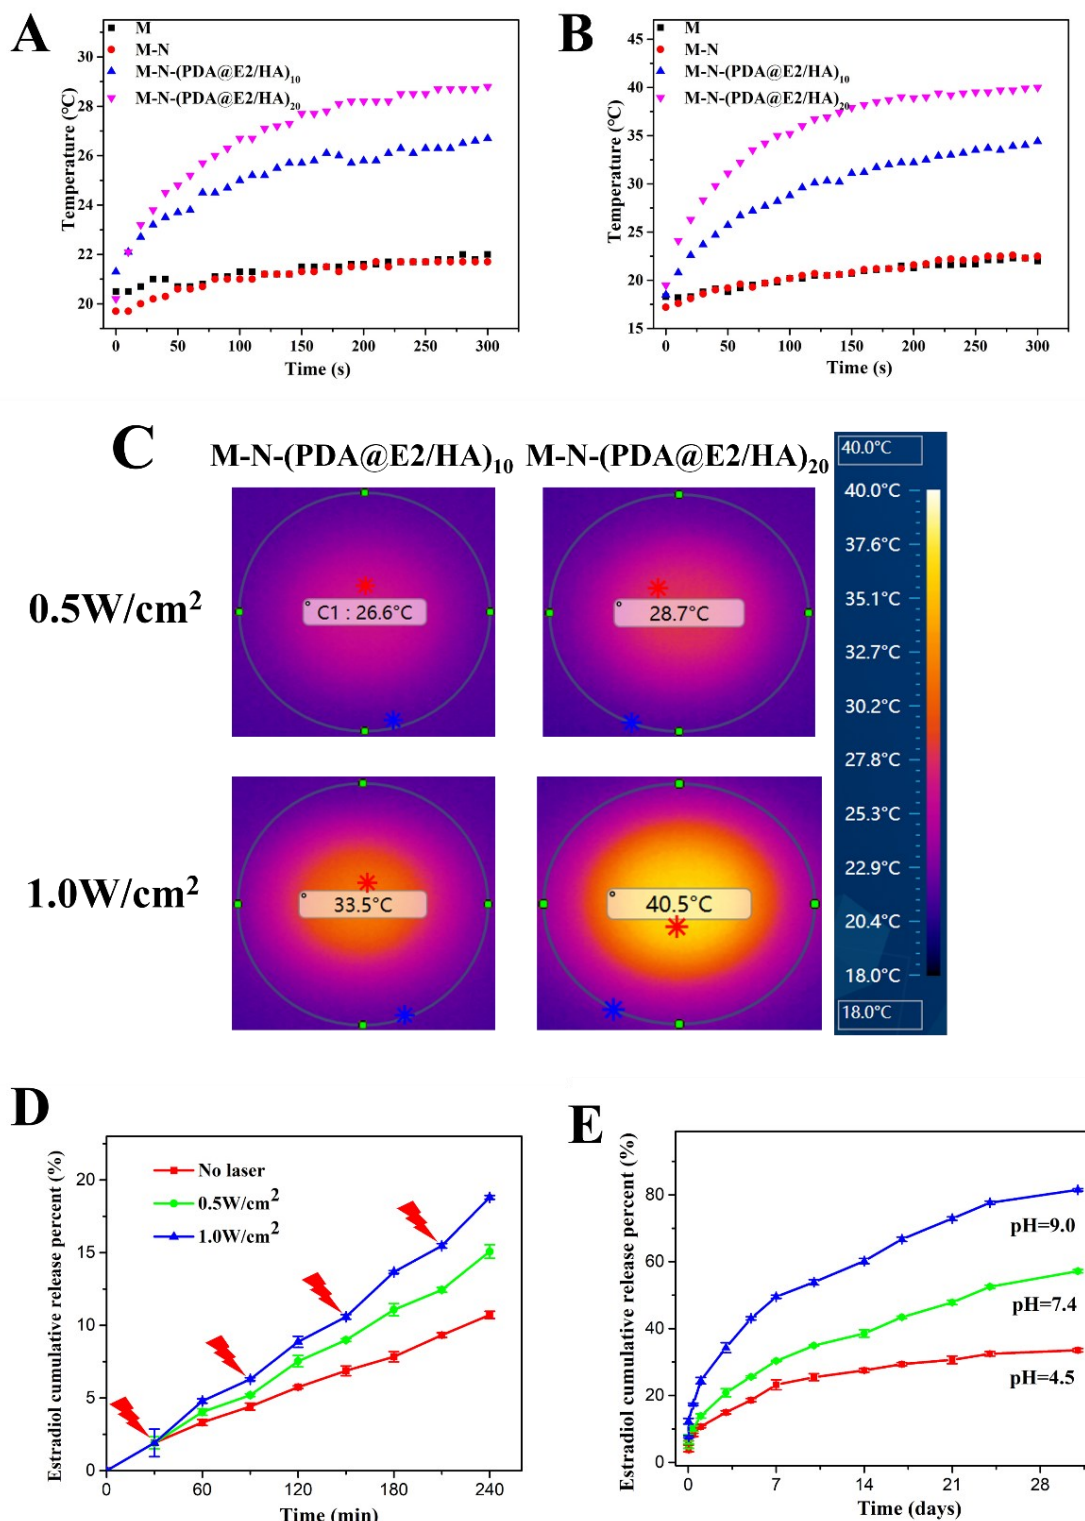 A
M
M-N
M-N-(PDA@E2/HA)10
M-N-(PDA@E2/HA)20
Temperature (°C)
30
28
26
24
22
20
0 50 100 150 200 250 300
Time (s)
B
M
M-N
M-N-(PDA@E2/HA)10
M-N-(PDA@E2/HA)20
Temperature (°C)
45
40
35
30
25
20
15
0 50 100 150 200 250 300
Time (s)
C
M-N-(PDA@E2/HA)10 M-N-(PDA@E2/HA)20
0.5W/cm²
C1 : 26.6°C
28.7°C
1.0W/cm²
33.5°C
40.5°C
40.0°C
40.0°C
37.6°C
35.1°C
32.7°C
30.2°C
27.8°C
25.3°C
22.9°C
20.4°C
18.0°C
18.0°C
D
Estradiol cumulative release percent (%)
No laser
0.5W/cm²
1.0W/cm²
20
15
10
5
0
0 60 120 180 240
Time (min)
E
Estradiol cumulative release percent (%)
80
60
40
20
0
pH=9.0
pH=7.4
pH=4.5
0 7 14 21 28
Time (days)